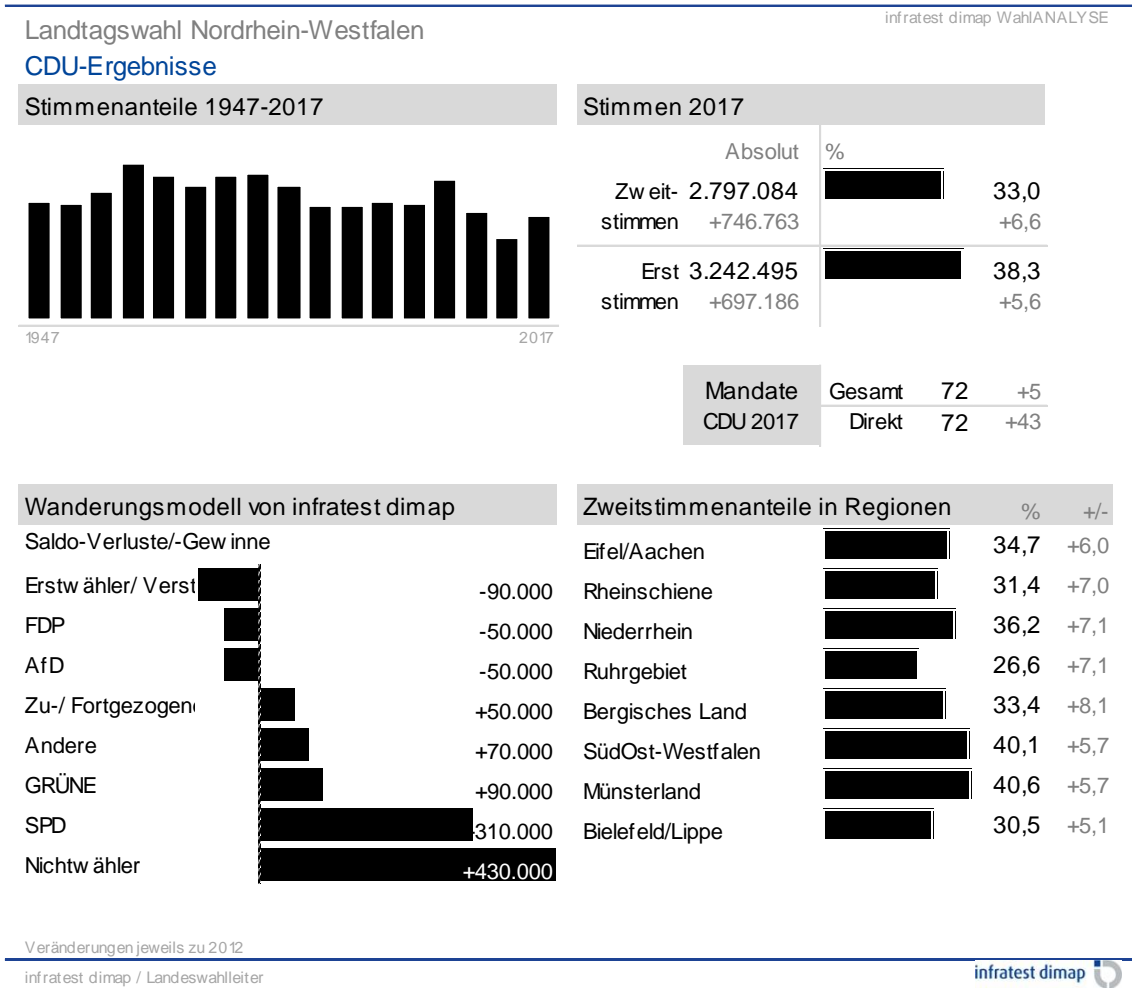 infratest dimap WahlANALYSE
Landtagswahl Nordrhein-Westfalen
CDU-Ergebnisse
Stimmenanteile 1947-2017
1947 2017
Stimmen 2017
Absolut %
Zweit- 2.797.084 33,0
stimmen +746.763 +6,6
Erst 3.242.495 38,3
stimmen +697.186 +5,6
Mandate Gesamt 72 +5
CDU 2017 Direkt 72 +43
Wanderungsmodell von infratest dimap
Saldo-Verluste/-Gewinne
Erstwähler/ Verst -90.000
FDP -50.000
AfD -50.000
Zu-/ Fortgezogen +50.000
Andere +70.000
GRÜNE +90.000
SPD 310.000
Nichtwähler +430.000
Zweitstimmenanteile in Regionen % +/-
Eifel/Aachen 34,7 +6,0
Rheinschiene 31,4 +7,0
Niederrhein 36,2 +7,1
Ruhrgebiet 26,6 +7,1
Bergisches Land 33,4 +8,1
SüdOst-Westfalen 40,1 +5,7
Münsterland 40,6 +5,7
Bielefeld/Lippe 30,5 +5,1
Veränderungen jeweils zu 2012
infratest dimap / Landeswahlleiter
infratest dimap